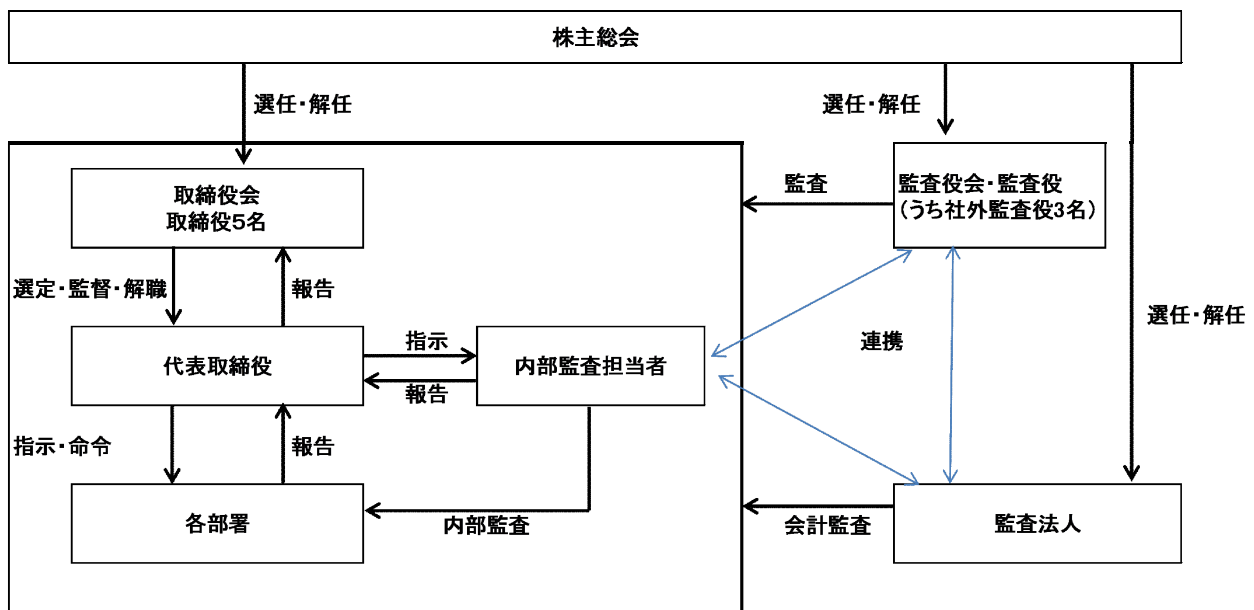 株主総会
選任・解任
選任・解任
取締役会
取締役5名
監査
監査役会・監査役
(うち社外監査役3名)
選定・監督・解職
報告
選任・解任
代表取締役
指示
報告
内部監査担当者
連携
指示・命令
報告
各部署
内部監査
会計監査
監査法人